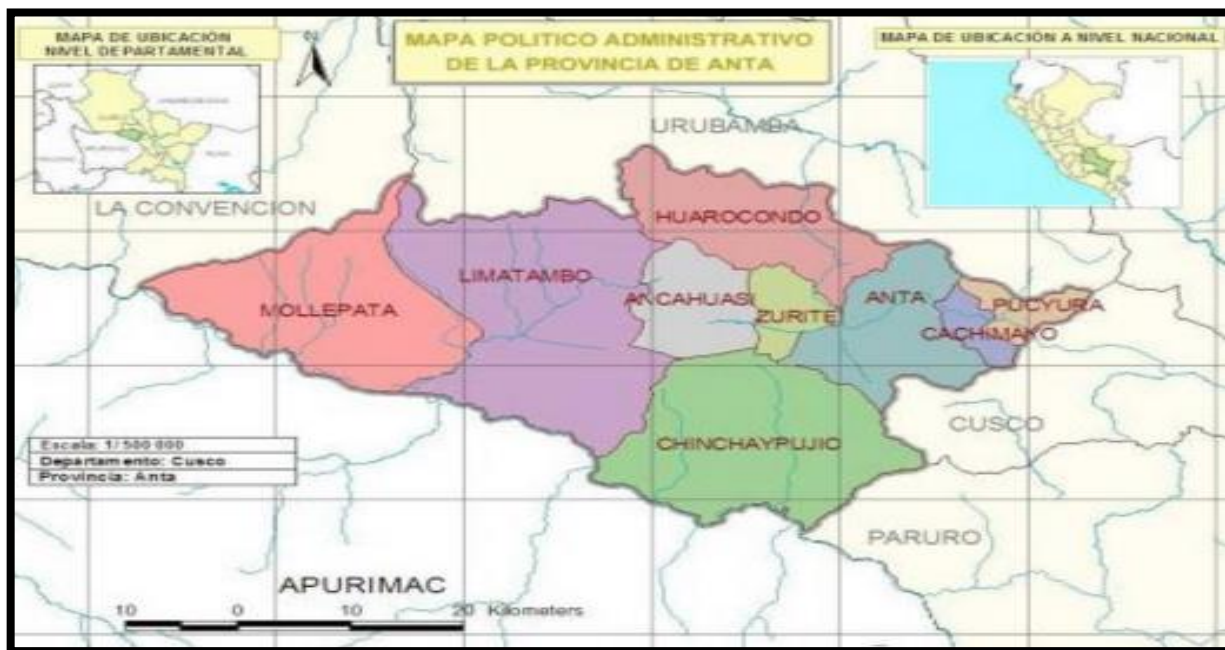 MAPA DE UBICACIÓN
NIVEL DEPARTAMENTAL
MAPA POLITICO ADMINISTRATIVO
DE LA PROVINCIA DE ANTA
MAPA DE UBICACIÓN A NIVEL NACIONAL
N
URUBAMBA
LA CONVENCION
HUAROCONDO
LIMATAMBO
ANCAHUASI
ANTA
MOLLEPATA
ZURITE
PUCYURA
CACHIMAYO
CUSCO
CHINCHAYPUJIO
Escala: 1/500 000
Departamento: Cusco
Provincia: Anta
PARURO
APURIMAC
10 0 10 20 Kilometers